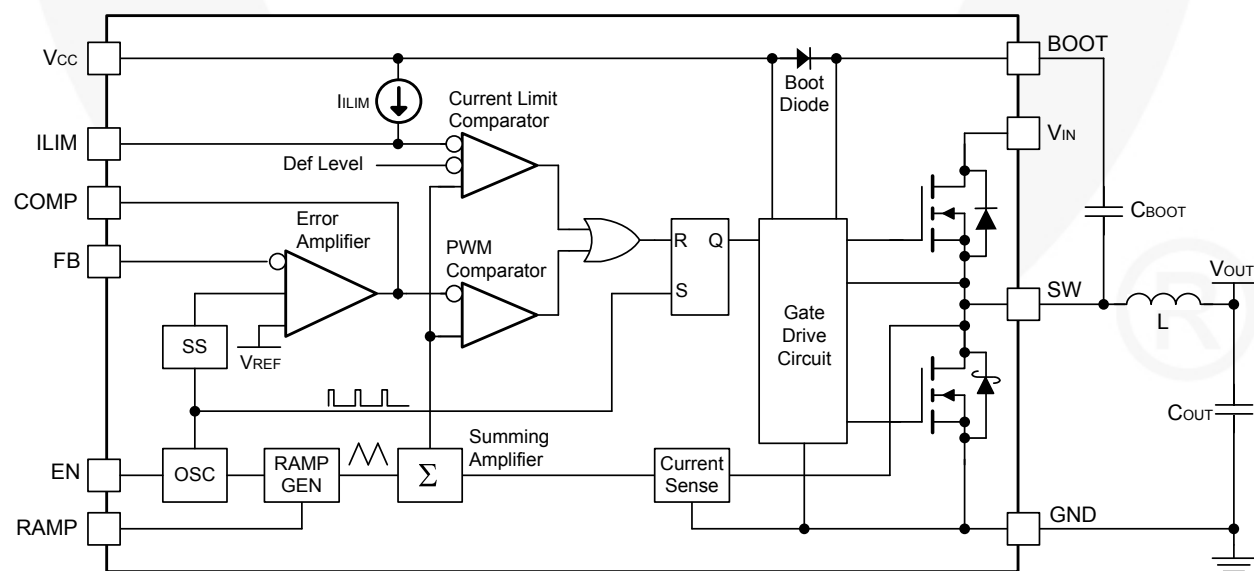 VCC
BOOT
Boot
Diode
IILIM
Current Limit
Comparator
VIN
ILIM
Def Level
COMP
CBOOT
Error
Amplifier
R
Q
PWM
Comparator
FB
VOUT
S
SW
Gate
Drive
Circuit
L
SS
VREF
COUT
Summing
Amplifier
EN
OSC
RAMP
GEN
Σ
Current
Sense
RAMP
GND
®